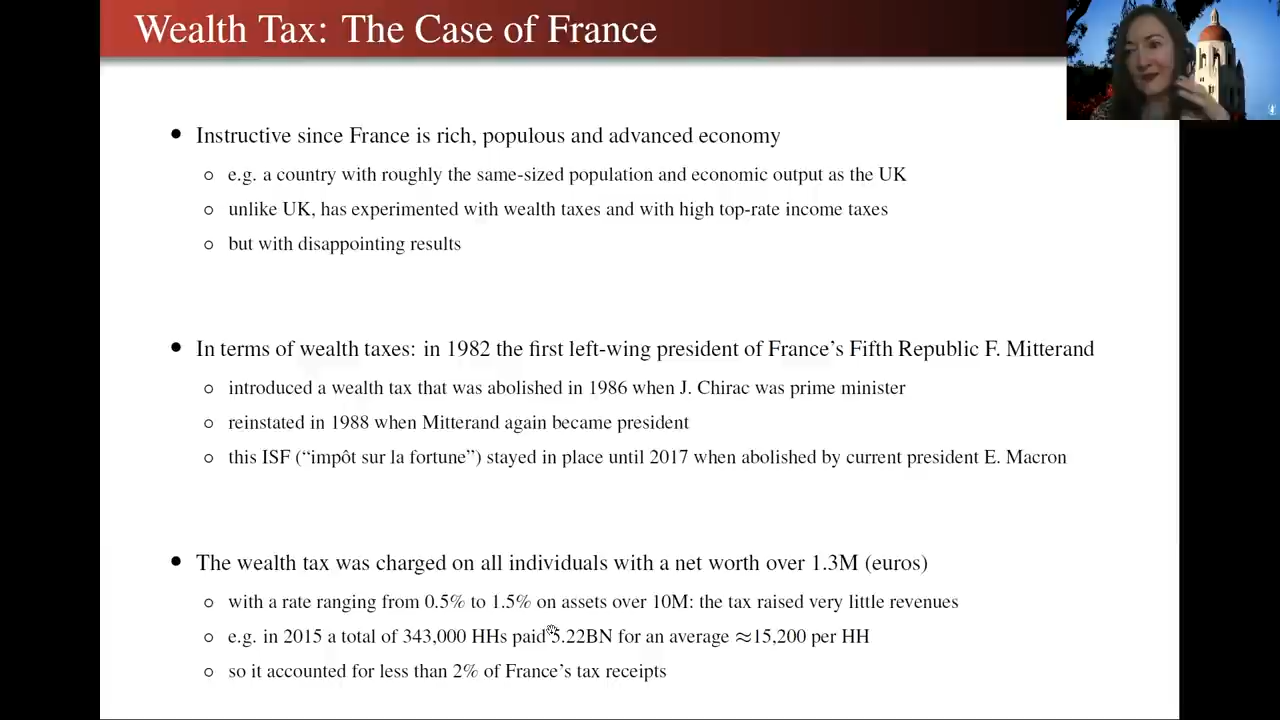 Wealth Tax: The Case of France
• Instructive since France is rich, populous and advanced economy
○ e.g. a country with roughly the same-sized population and economic output as the UK
○ unlike UK, has experimented with wealth taxes and with high top-rate income taxes
○ but with disappointing results
• In terms of wealth taxes: in 1982 the first left-wing president of France's Fifth Republic F. Mitterand
○ introduced a wealth tax that was abolished in 1986 when J. Chirac was prime minister
○ reinstated in 1988 when Mitterand again became president
○ this ISF (“impôt sur la fortune”) stayed in place until 2017 when abolished by current president E. Macron
• The wealth tax was charged on all individuals with a net worth over 1.3M (euros)
○ with a rate ranging from 0.5% to 1.5% on assets over 10M: the tax raised very little revenues
○ e.g. in 2015 a total of 343,000 HHs paid 5.22BN for an average ≈15,200 per HH
○ so it accounted for less than 2% of France's tax receipts